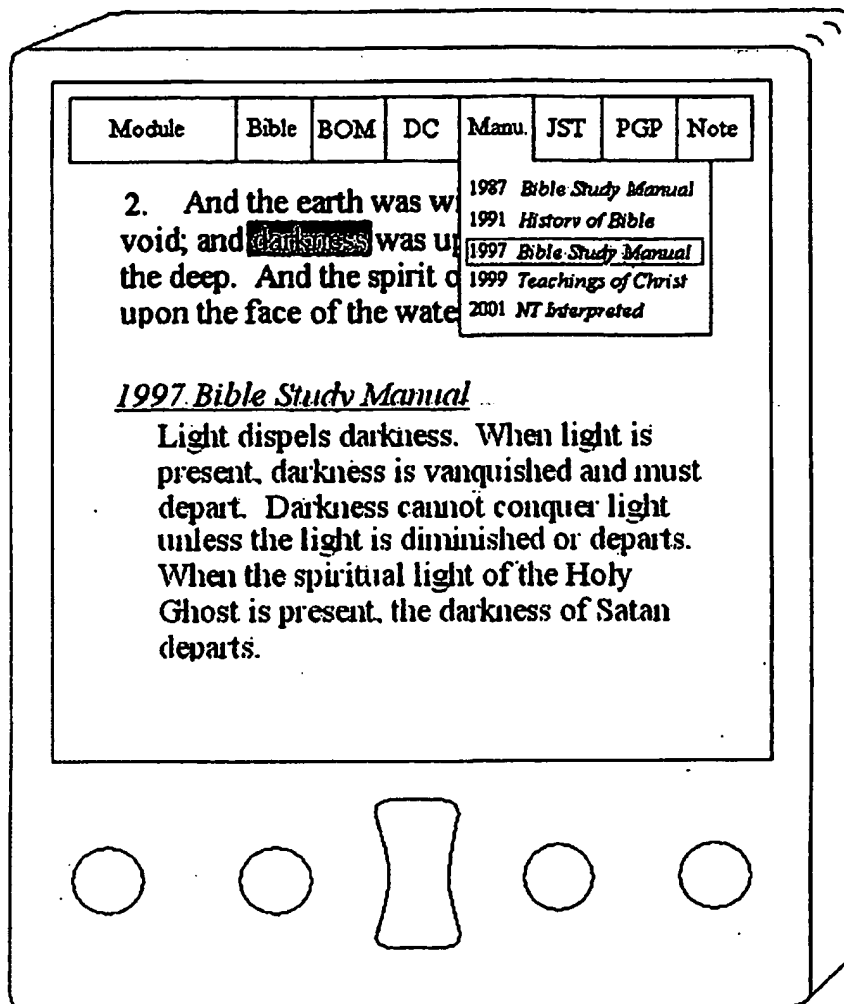 Module Bible BOM DC Manu. JST PGP Note
1987 Bible Study Manual
1991 History of Bible
1997 Bible Study Manual
1999 Teachings of Christ
2001 NT Interpreted
2. And the earth was wi
void; and darkness was up
the deep. And the spirit o
upon the face of the wate
1997 Bible Study Manual
Light dispels darkness. When light is
present, darkness is vanquished and must
depart. Darkness cannot conquer light
unless the light is diminished or departs.
When the spiritual light of the Holy
Ghost is present, the darkness of Satan
departs.